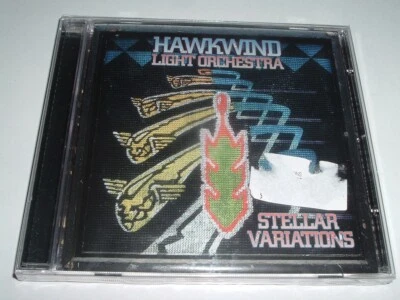 HAWKWIND
LIGHT ORCHESTRA
STELLAR
VARIATIONS